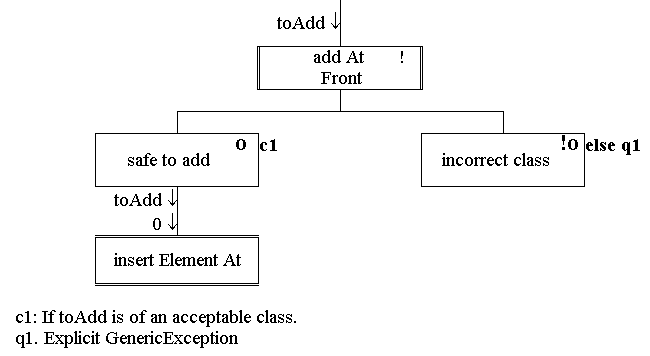 toAdd ↓
add At !
Front
safe to add o c1
incorrect class !o else q1
toAdd ↓
0 ↓
insert Element At
c1: If toAdd is of an acceptable class.
q1. Explicit GenericException